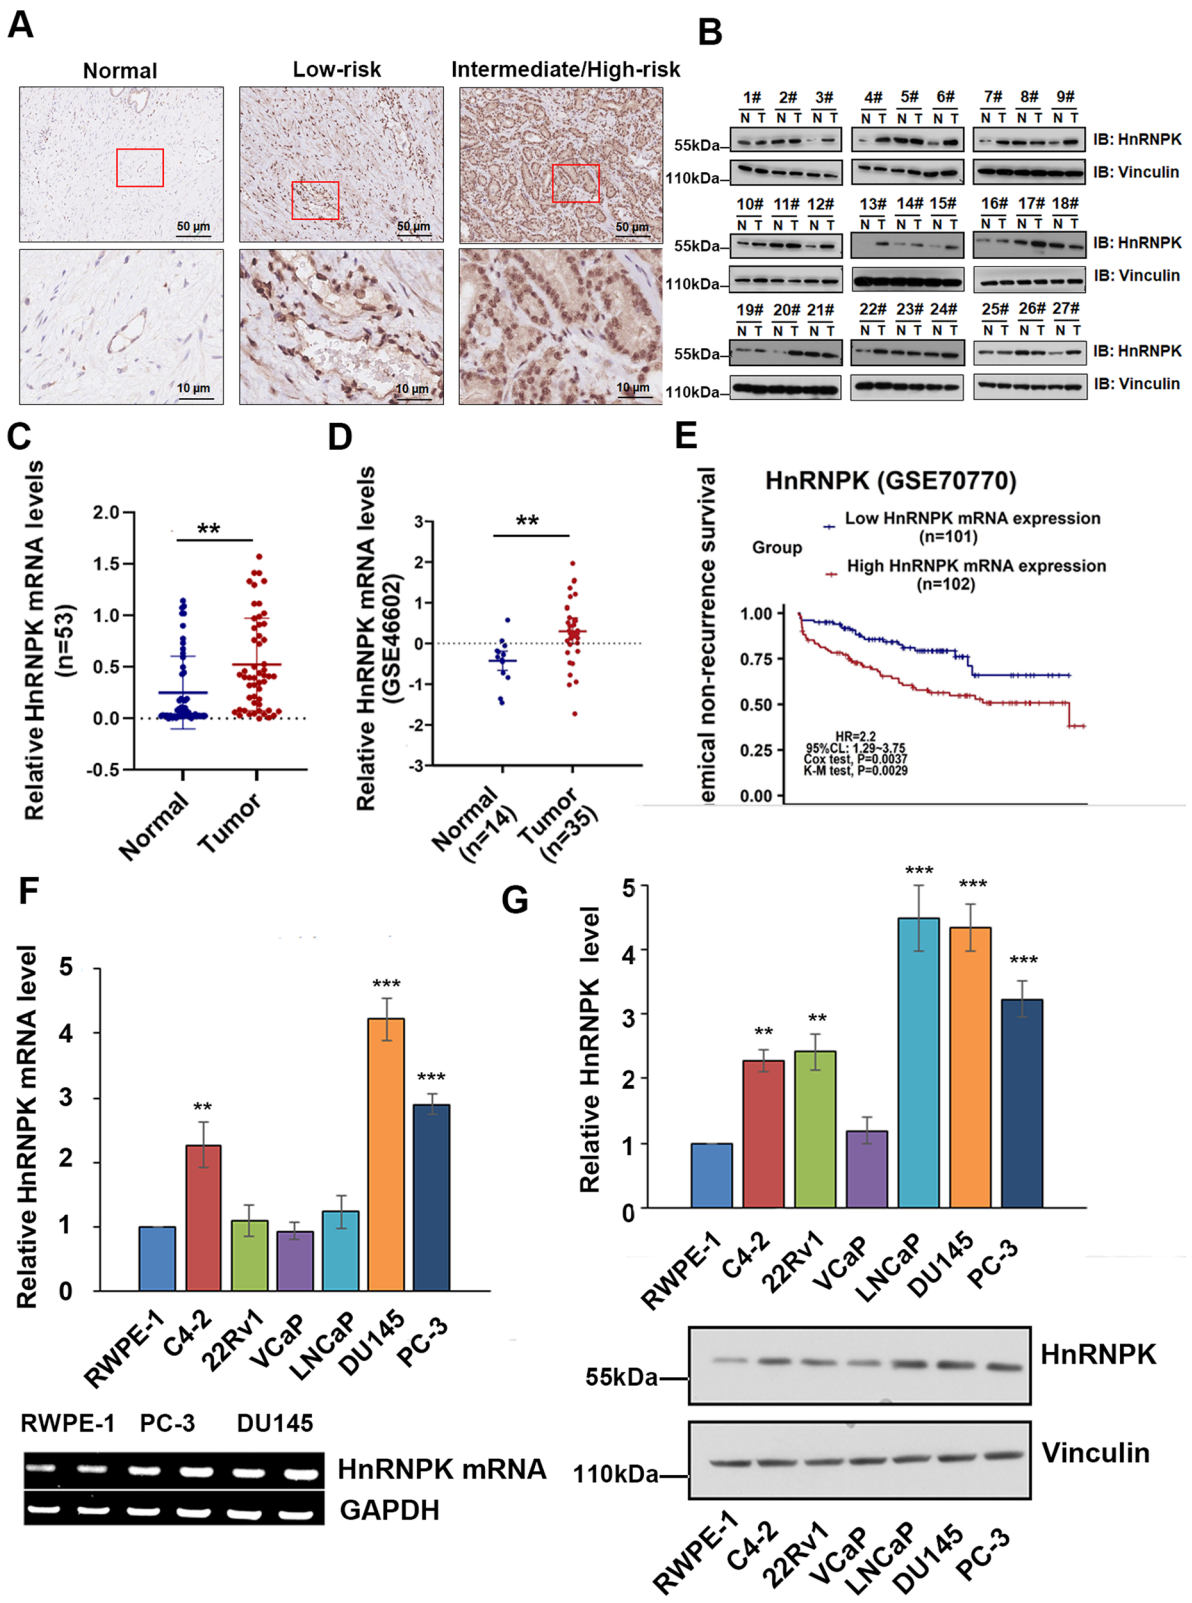 A
Normal
Low-risk
Intermediate/High-risk
50 µm
50 µm
50 µm
10 µm
10 µm
10 µm
B
1# 2# 3# 4# 5# 6# 7# 8# 9#
N T N T N T N T N T N T N T N T N T
55kDa
IB: HnRNPK
110kDa
IB: Vinculin
10# 11# 12# 13# 14# 15# 16# 17# 18#
N T N T N T N T N T N T N T N T N T
55kDa
IB: HnRNPK
110kDa
IB: Vinculin
19# 20# 21# 22# 23# 24# 25# 26# 27#
N T N T N T N T N T N T N T N T N T
55kDa
IB: HnRNPK
110kDa
IB: Vinculin
C
Relative HnRNPK mRNA levels
(n=53)
2.0
1.5
1.0
0.5
0.0
-0.5
**
Normal
Tumor
D
Relative HnRNPK mRNA levels
(GSE46602)
3
2
1
0
-1
-2
-3
**
Normal
(n=14)
Tumor
(n=35)
E
emical non-recurrence survival
HnRNPK (GSE70770)
Group
Low HnRNPK mRNA expression
(n=101)
High HnRNPK mRNA expression
(n=102)
1.00
0.75
0.50
0.25
0.00
HR=2.2
95%CL: 1.29~3.75
Cox test, P=0.0037
K-M test, P=0.0029
F
Relative HnRNPK mRNA level
5
4
3
2
1
0
**
***
***
RWPE-1
C4-2
22Rv1
VCaP
LNCaP
DU145
PC-3
RWPE-1 PC-3 DU145
HnRNPK mRNA
GAPDH
G
Relative HnRNPK level
5
4
3
2
1
0
**
**
***
***
***
RWPE-1
C4-2
22Rv1
VCaP
LNCaP
DU145
PC-3
55kDa
HnRNPK
110kDa
Vinculin
RWPE-1
C4-2
22Rv1
VCaP
LNCaP
DU145
PC-3